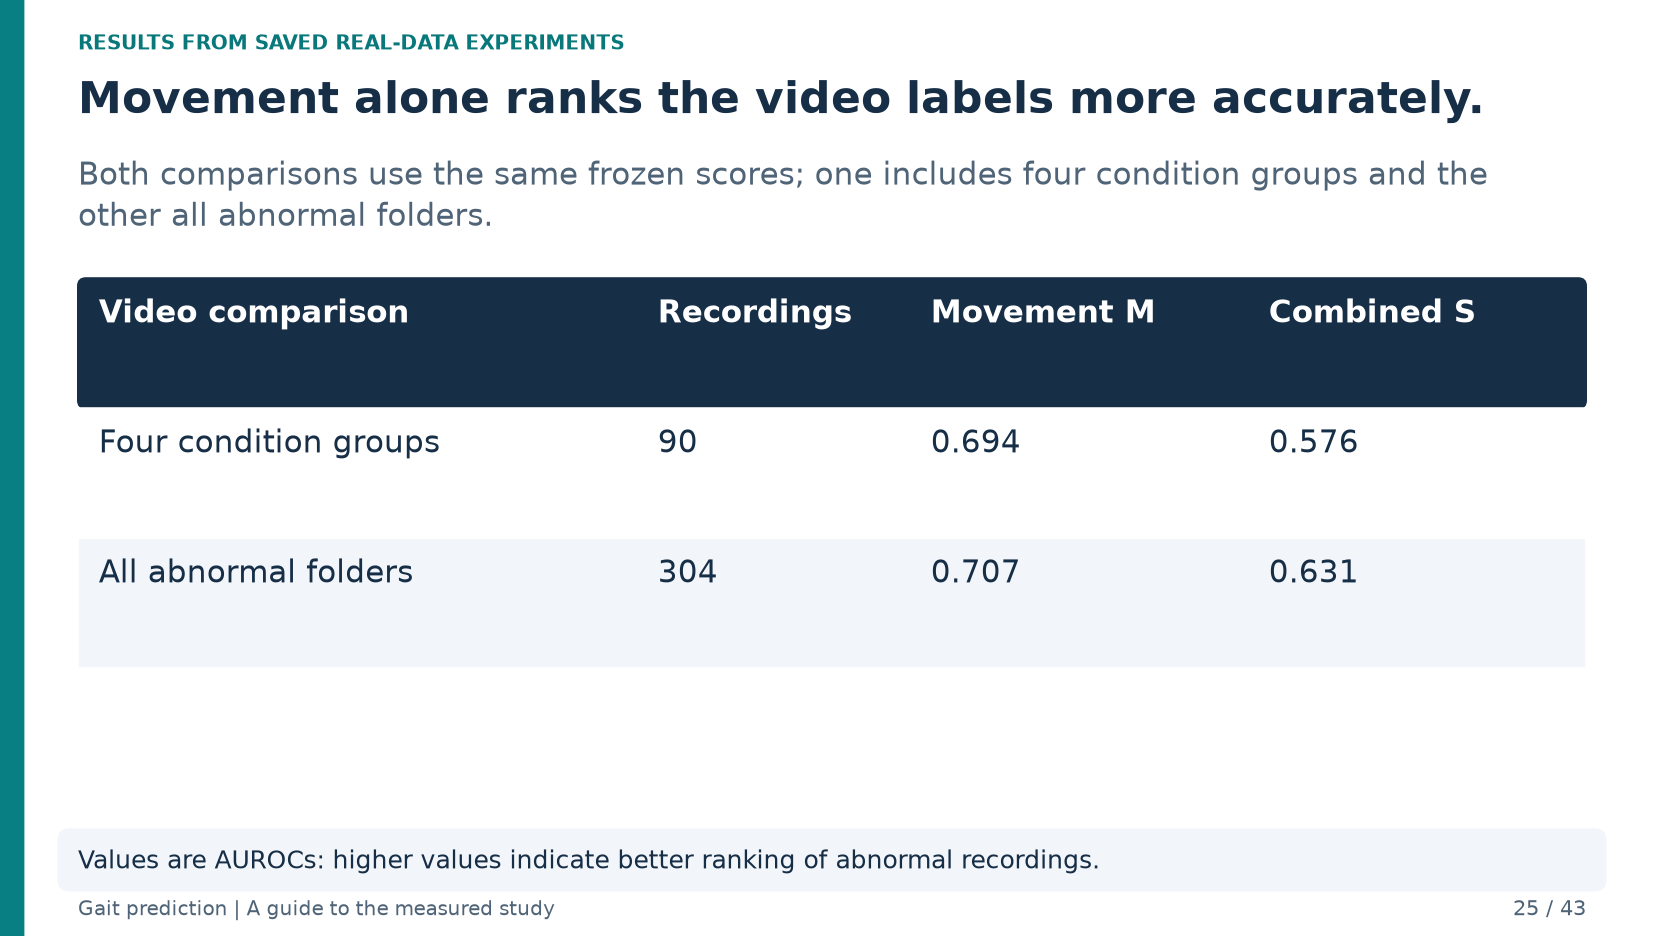 RESULTS FROM SAVED REAL-DATA EXPERIMENTS
Movement alone ranks the video labels more accurately.
Both comparisons use the same frozen scores; one includes four condition groups and the
other all abnormal folders.
Video comparison Recordings Movement M Combined S
Four condition groups 90 0.694 0.576
All abnormal folders 304 0.707 0.631
Values are AUROCs: higher values indicate better ranking of abnormal recordings.
Gait prediction | A guide to the measured study 25 / 43